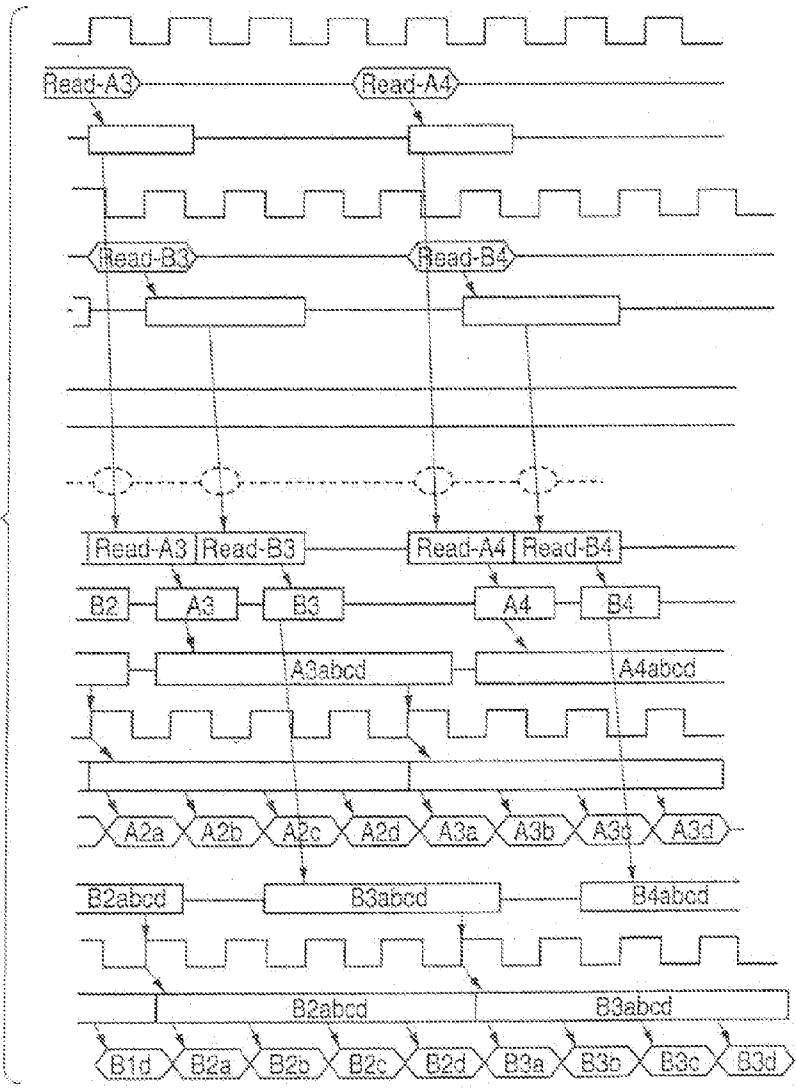 Read-A3 Read-A4
Read-B3 Read-B4
Read-A3 Read-B3 Read-A4 Read-B4
B2 A3 B3 A4 B4
A3abcd A4abcd
A2a A2b A2c A2d A3a A3b A3c A3d
B2abcd B3abcd B4abcd
B2abcd B3abcd
B1d B2a B2b B2c B2d B3a B3b B3c B3d